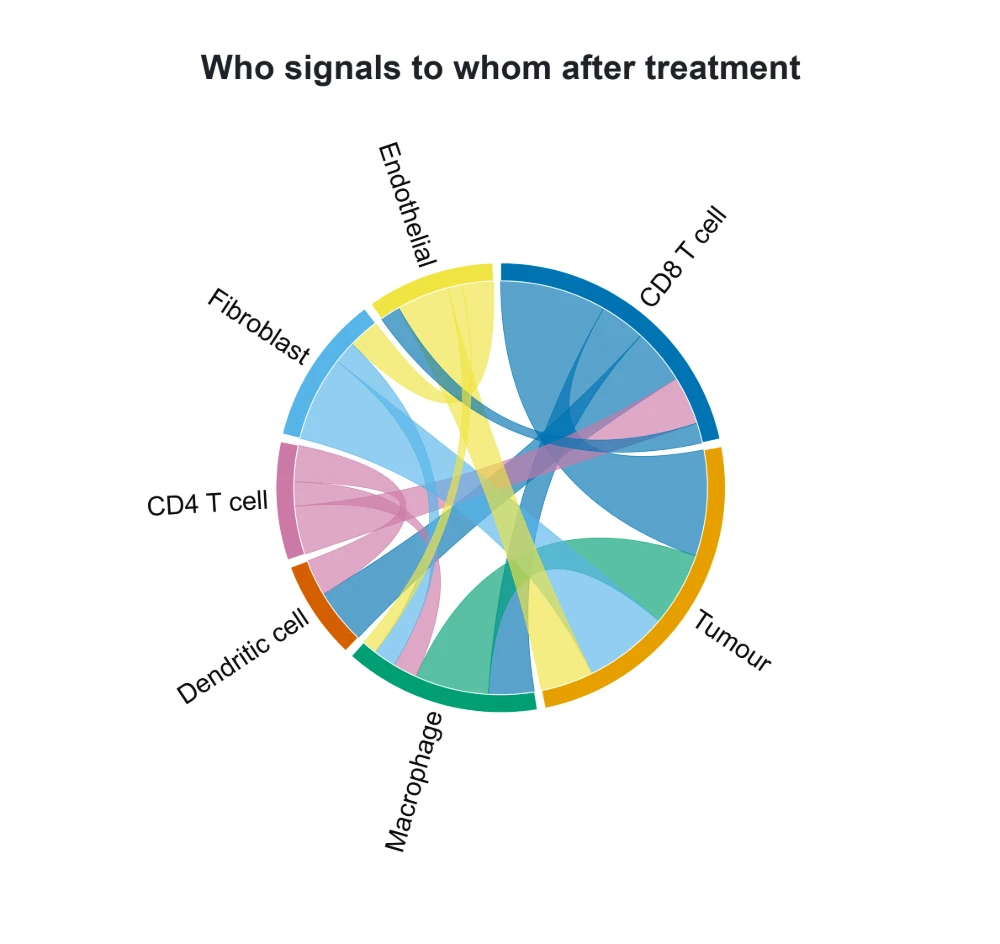 Who signals to whom after treatment
Endothelial
CD8 T cell
Fibroblast
CD4 T cell
Dendritic cell
Tumour
Macrophage